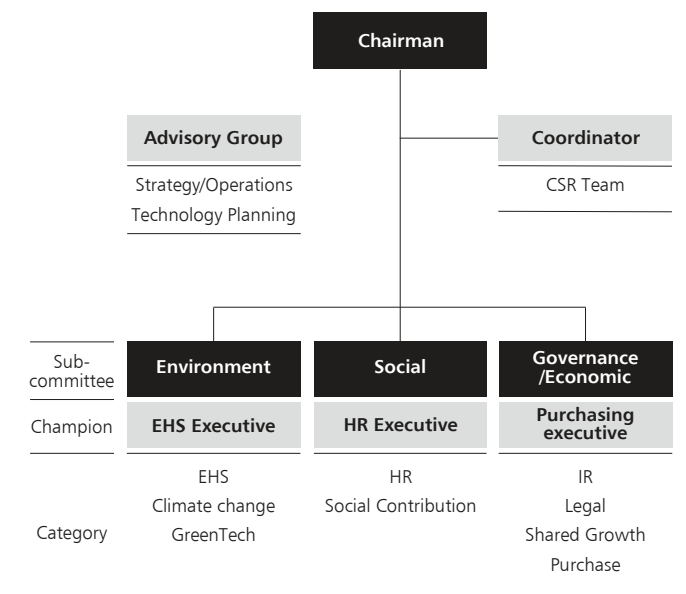 Chairman
Advisory Group
Strategy/Operations
Technology Planning
Coordinator
CSR Team
Sub-
committee
Environment
Social
Governance
/Economic
Champion
EHS Executive
HR Executive
Purchasing
executive
Category
EHS
Climate change
GreenTech
HR
Social Contribution
IR
Legal
Shared Growth
Purchase